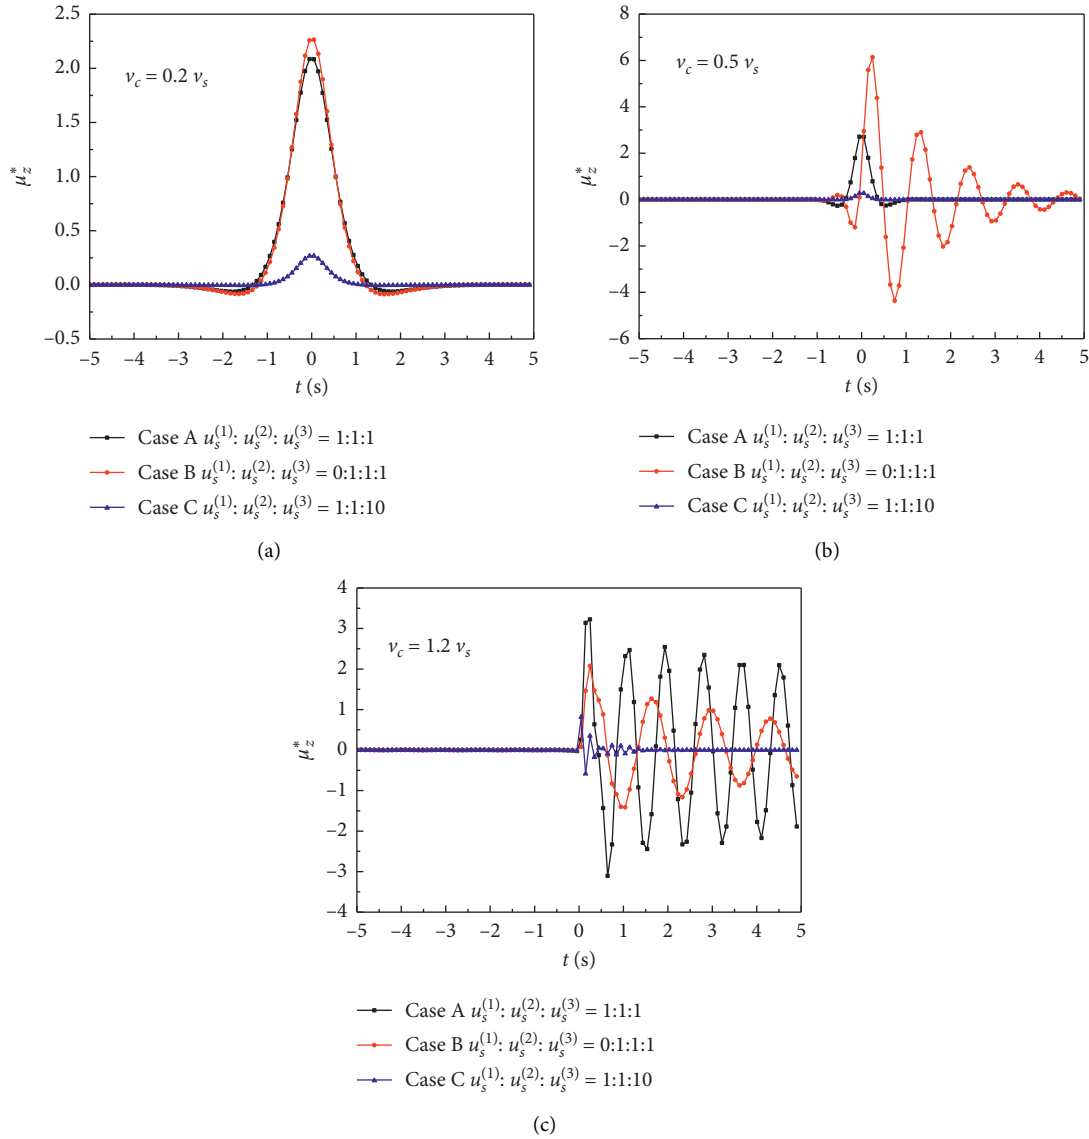 2.5
2.0
1.5
1.0
0.5
0.0
–0.5
μz*
vc = 0.2 vs
–5 –4 –3 –2 –1 0 1 2 3 4 5
t (s)
Case A us(1): us(2): us(3) = 1:1:1
Case B us(1): us(2): us(3) = 0:1:1:1
Case C us(1): us(2): us(3) = 1:1:10
(a)
8
6
4
2
0
–2
–4
–6
μz*
vc = 0.5 vs
–5 –4 –3 –2 –1 0 1 2 3 4 5
t (s)
Case A us(1): us(2): us(3) = 1:1:1
Case B us(1): us(2): us(3) = 0:1:1:1
Case C us(1): us(2): us(3) = 1:1:10
(b)
4
3
2
1
0
–1
–2
–3
–4
μz*
vc = 1.2 vs
–5 –4 –3 –2 –1 0 1 2 3 4 5
t (s)
Case A us(1): us(2): us(3) = 1:1:1
Case B us(1): us(2): us(3) = 0:1:1:1
Case C us(1): us(2): us(3) = 1:1:10
(c)